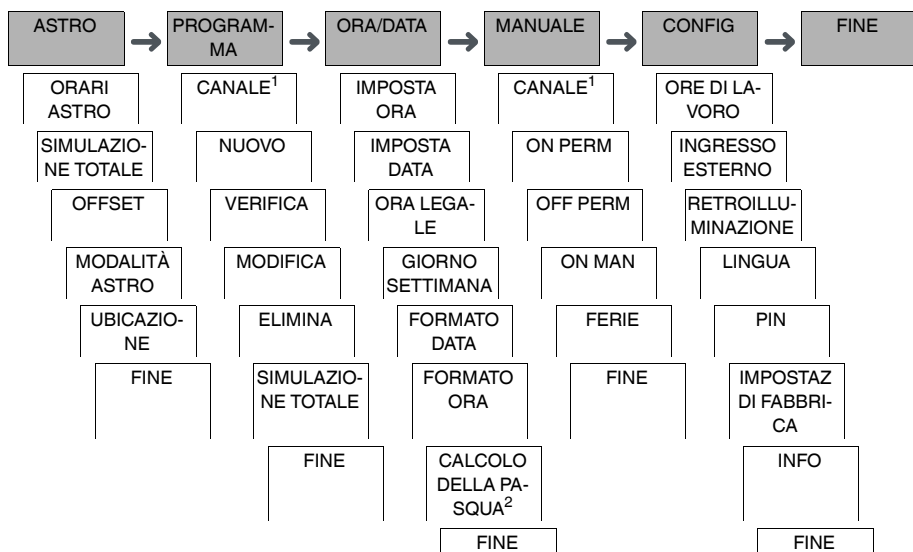 ASTRO
PROGRAM-
MA
ORA/DATA
MANUALE
CONFIG
FINE
ORARI
ASTRO
SIMULAZIO-
NE TOTALE
OFFSET
MODALITÀ
ASTRO
UBICAZIO-
NE
FINE
CANALE1
NUOVO
VERIFICA
MODIFICA
ELIMINA
SIMULAZIO-
NE TOTALE
FINE
IMPOSTA
ORA
IMPOSTA
DATA
ORA LEGA-
LE
GIORNO
SETTIMANA
FORMATO
DATA
FORMATO
ORA
CALCOLO
DELLA PA-
SQUA2
FINE
CANALE1
ON PERM
OFF PERM
ON MAN
FERIE
FINE
ORE DI LA-
VORO
INGRESSO
ESTERNO
RETROILLU-
MINAZIONE
LINGUA
PIN
IMPOSTAZ
DI FABBRI-
CA
INFO
FINE